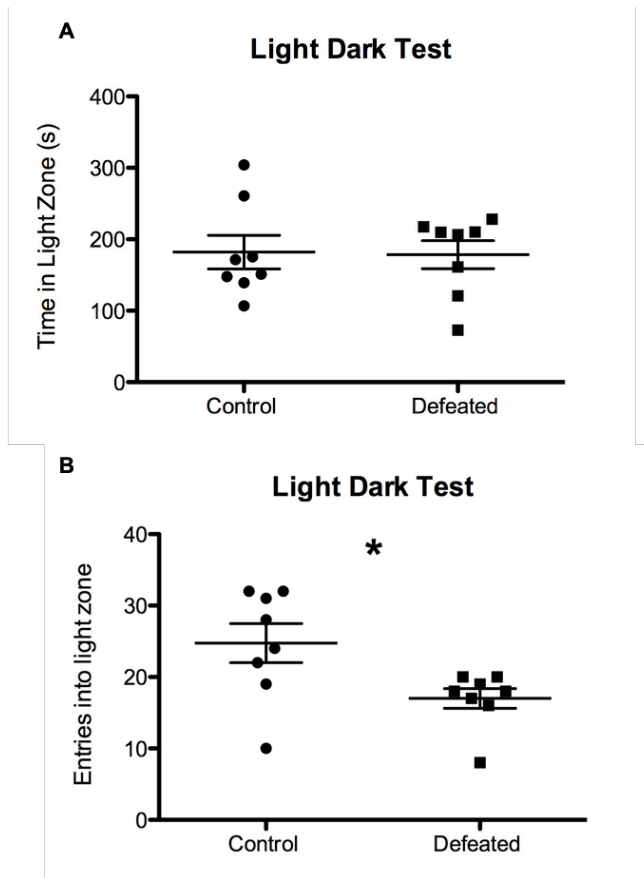 A
Light Dark Test
Time in Light Zone (s)
400
300
200
100
0
Control Defeated
B
Light Dark Test
*
Entries into light zone
40
30
20
10
0
Control Defeated